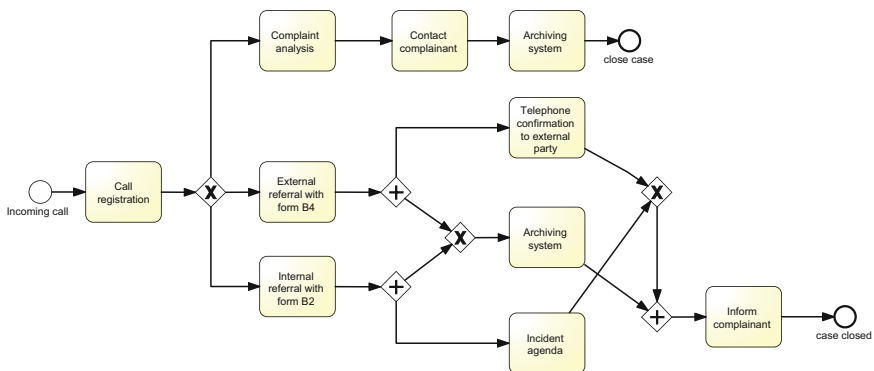 Complaint
analysis
Contact
complainant
Archiving
system
close case
Telephone
confirmation
to external
party
Incoming call
Call
registration
X
External
referral with
form B4
+
X
X
Archiving
system
Internal
referral with
form B2
+
Incident
agenda
+
Inform
complainant
case closed